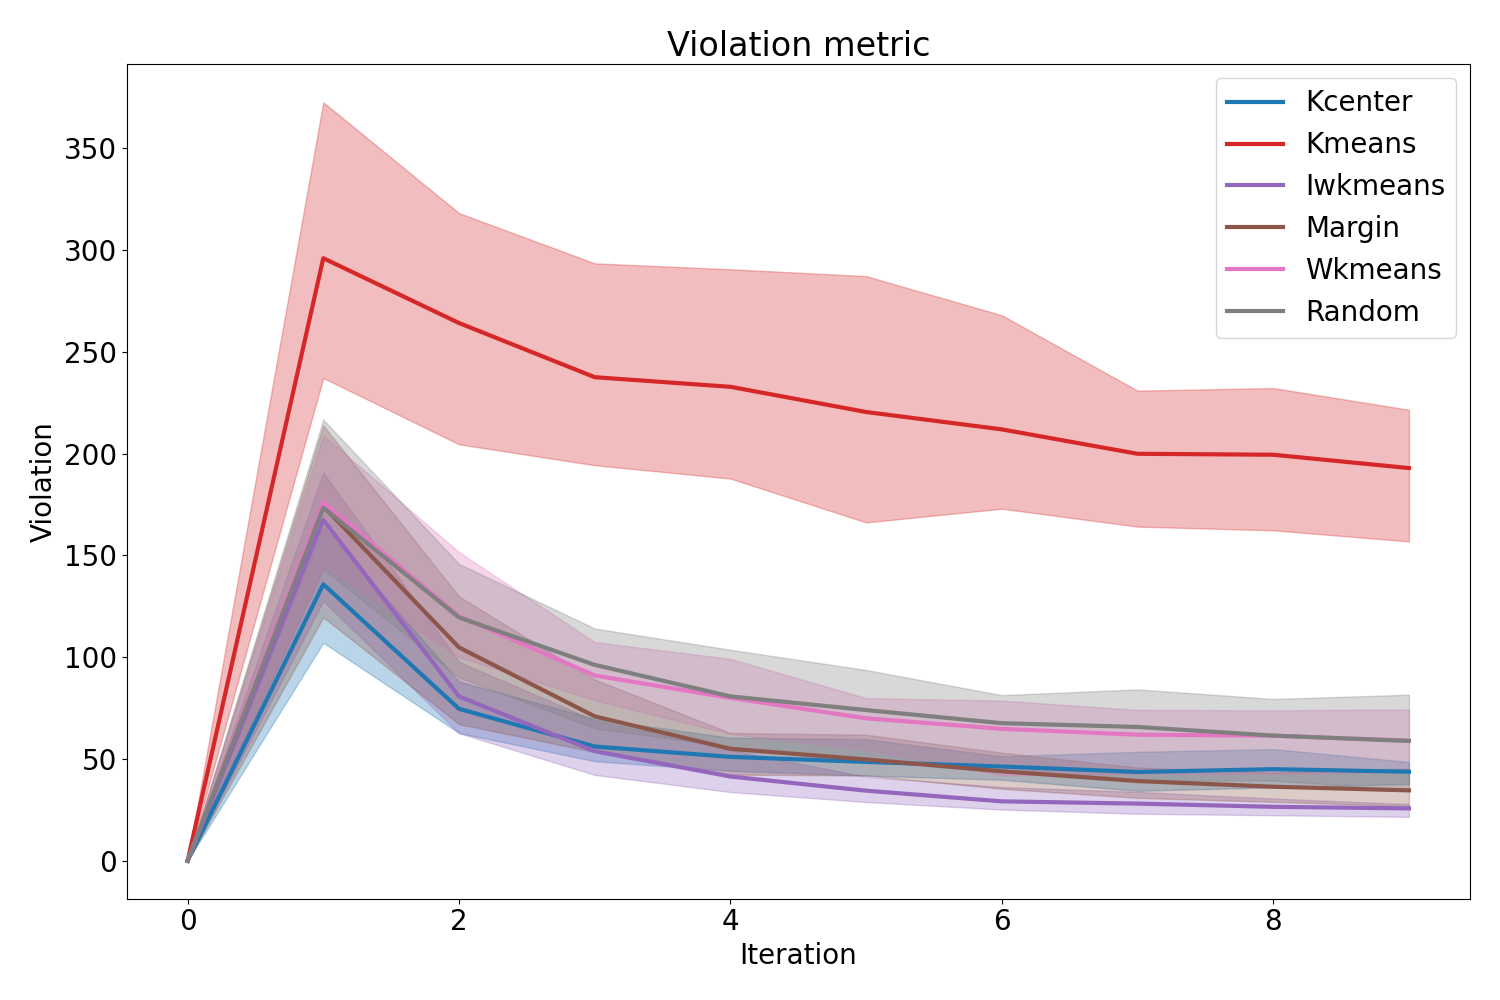 Violation metric
Kcenter
Kmeans
Iwkmeans
Margin
Wkmeans
Random
350
300
250
200
150
100
50
0
Violation
0 2 4 6 8
Iteration